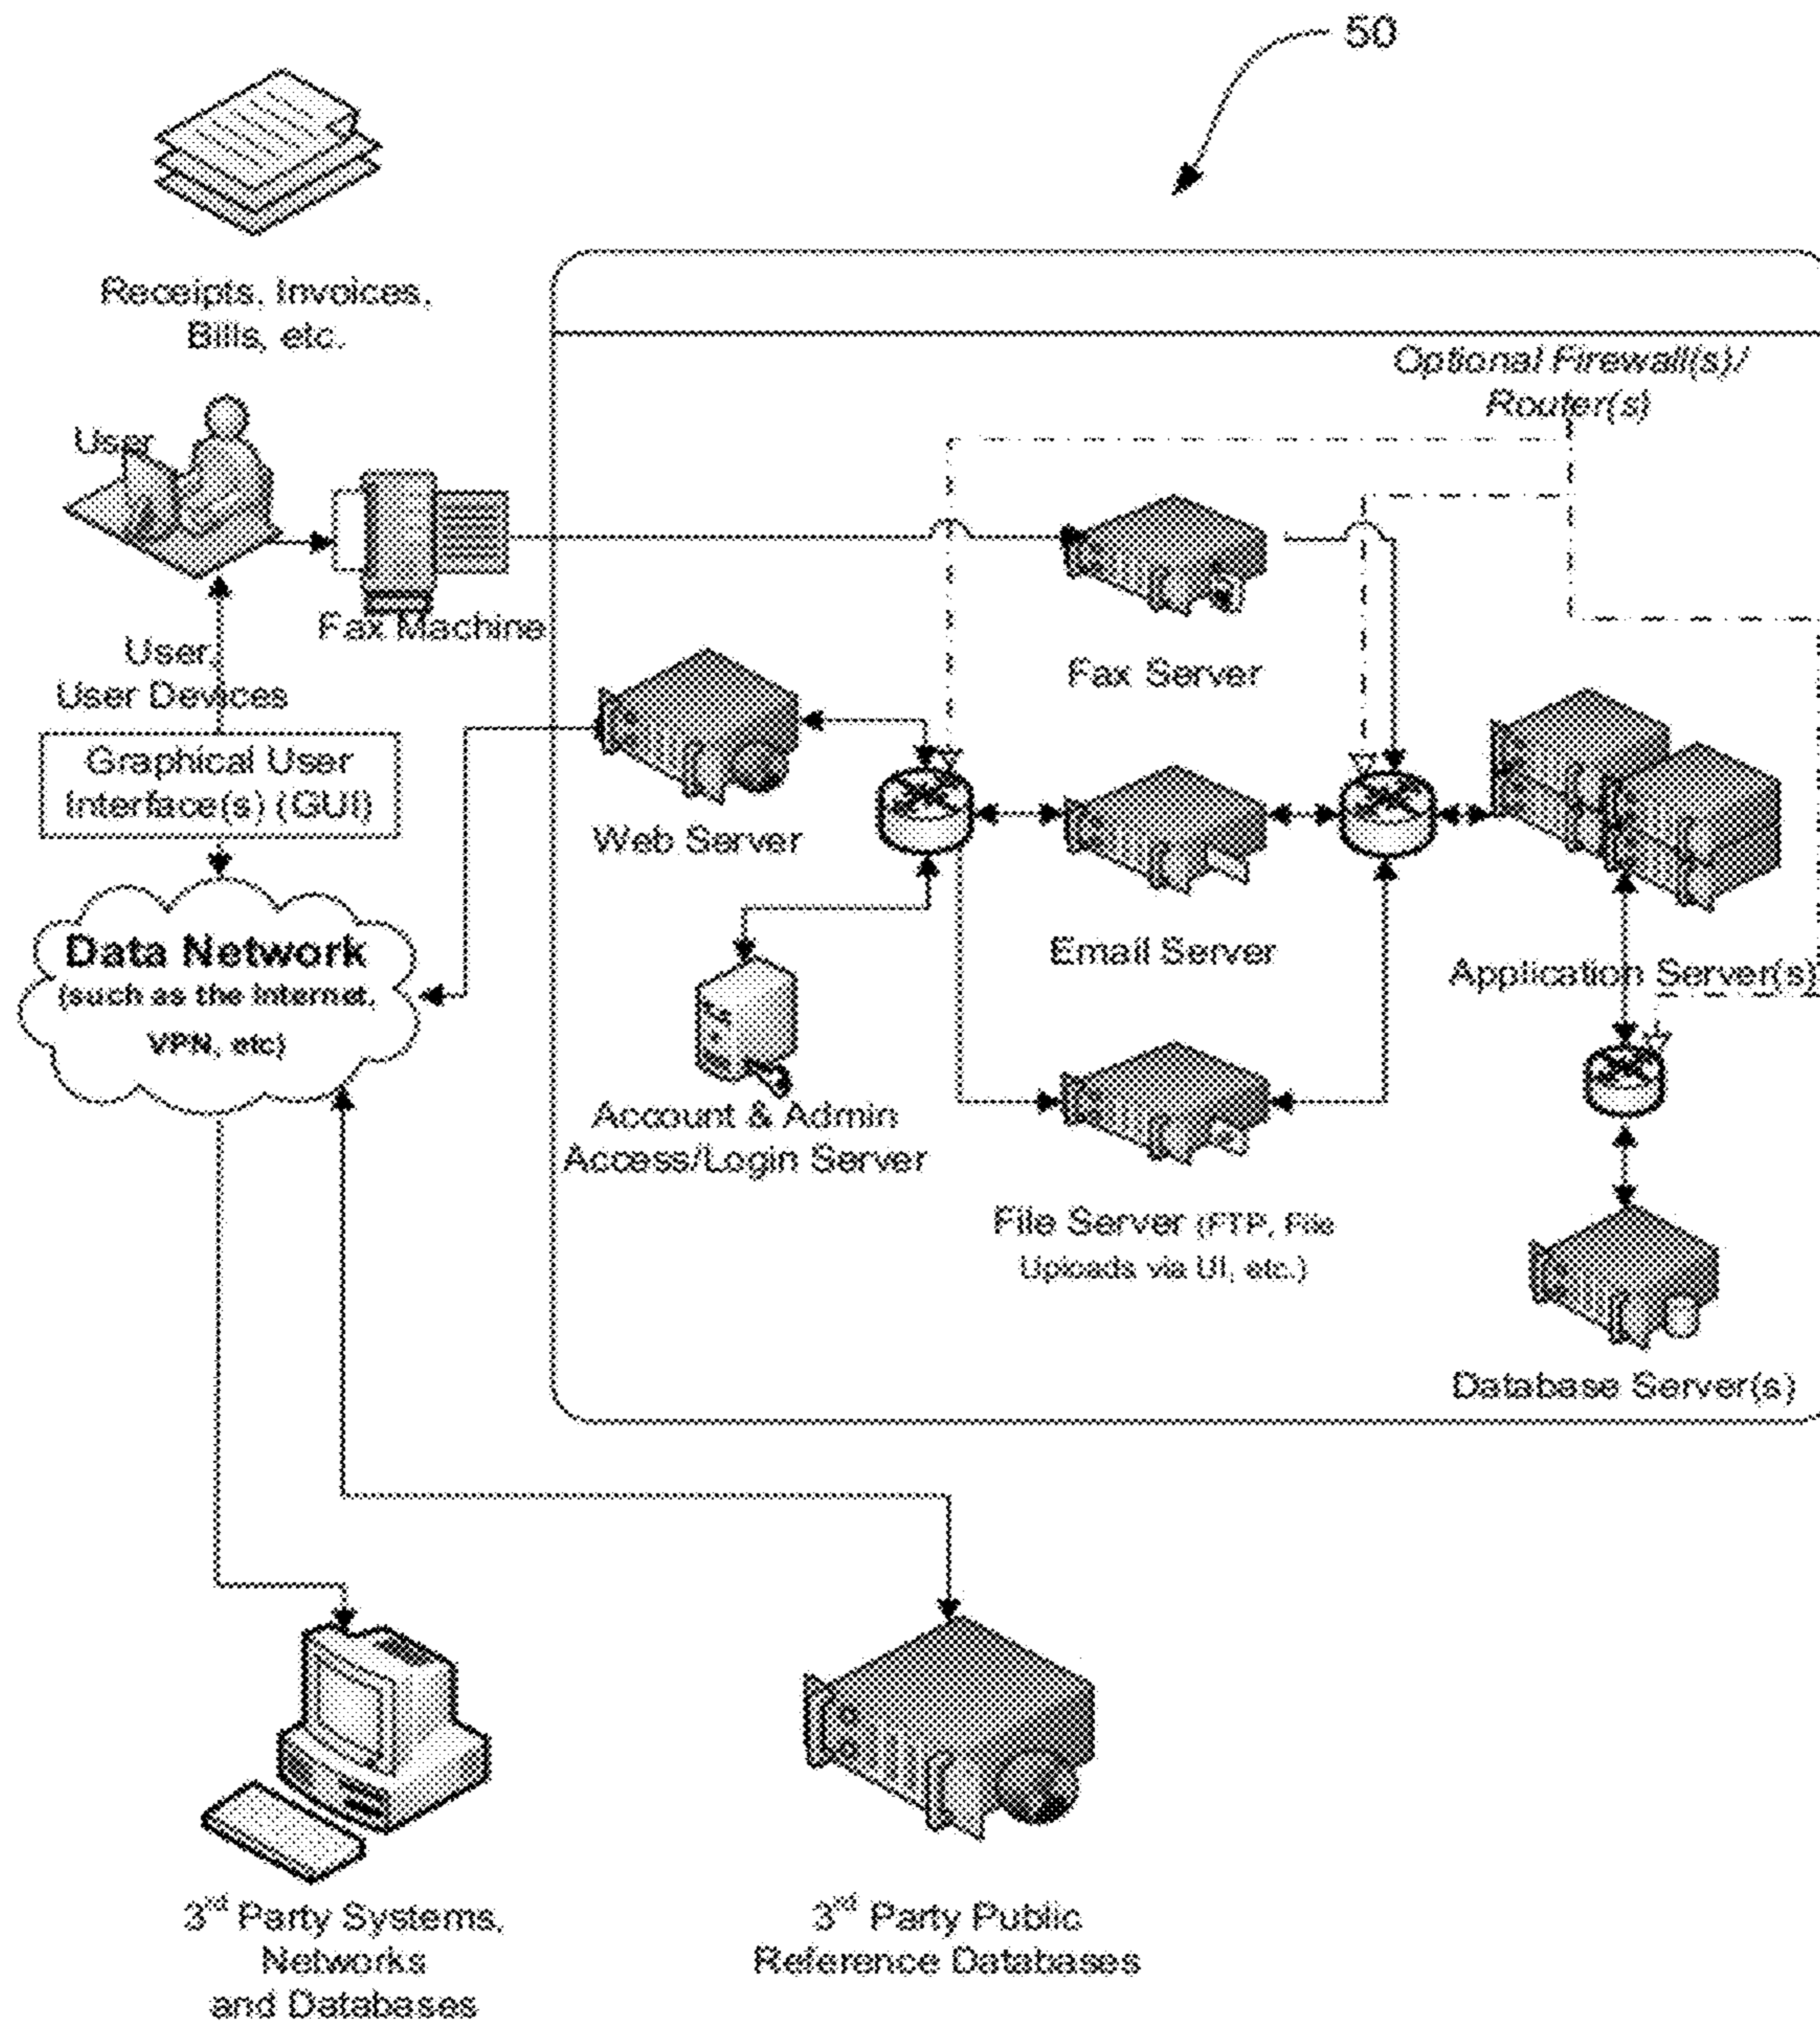 50
Receipts, Invoices,
Bills, etc.
Optional Firewall(s)/
Router(s)
User
Fax Machine
User
User Devices
Fax Server
Graphical User
Interface(s) (GUI)
Web Server
Data Network
(such as the Internet,
VPN, etc)
Email Server
Application Server(s)
Account & Admin
Access/Login Server
File Server (FTP, File
Uploads via UI, etc.)
Database Server(s)
3rd Party Systems,
Networks
and Databases
3rd Party Public
Reference Databases